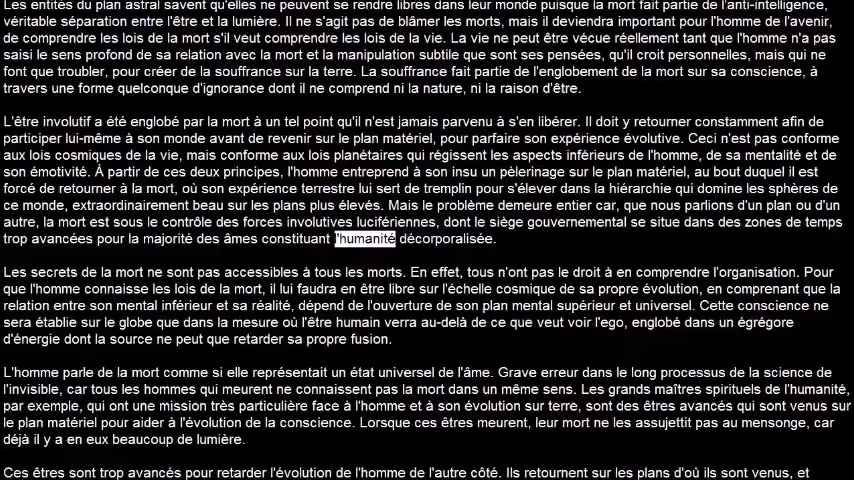 Les entités du plan astral savent qu'elles ne peuvent se rendre libres dans leur monde puisque la mort fait partie de l'anti-intelligence,
véritable séparation entre l'être et la lumière. Il ne s'agit pas de blâmer les morts, mais il deviendra important pour l'homme de l'avenir,
de comprendre les lois de la mort s'il veut comprendre les lois de la vie. La vie ne peut être vécue réellement tant que l'homme n'a pas
saisi le sens profond de sa relation avec la mort et la manipulation subtile que sont ses pensées, qu'il croit personnelles, mais qui ne
font que troubler, pour créer de la souffrance sur la terre. La souffrance fait partie de l'englobement de la mort sur sa conscience, à
travers une forme quelconque d'ignorance dont il ne comprend ni la nature, ni la raison d'être.
L'être involutif a été englobé par la mort à un tel point qu'il n'est jamais parvenu à s'en libérer. Il doit y retourner constamment afin de
participer lui-même à son monde avant de revenir sur le plan matériel, pour parfaire son expérience évolutive. Ceci n'est pas conforme
aux lois cosmiques de la vie, mais conforme aux lois planétaires qui régissent les aspects inférieurs de l'homme, de sa mentalité et de
son émotivité. À partir de ces deux principes, l'homme entreprend à son insu un pèlerinage sur le plan matériel, au bout duquel il est
forcé de retourner à la mort, où son expérience terrestre lui sert de tremplin pour s'élever dans la hiérarchie qui domine les sphères de
ce monde, extraordinairement beau sur les plans plus élevés. Mais le problème demeure entier car, que nous parlions d'un plan ou d'un
autre, la mort est sous le contrôle des forces involutives lucifériennes, dont le siège gouvernemental se situe dans des zones de temps
trop avancées pour la majorité des âmes constituant l'humanité décorporalisée.
Les secrets de la mort ne sont pas accessibles à tous les morts. En effet, tous n'ont pas le droit à en comprendre l'organisation. Pour
que l'homme connaisse les lois de la mort, il lui faudra en être libre sur l'échelle cosmique de sa propre évolution, en comprenant que la
relation entre son mental inférieur et sa réalité, dépend de l'ouverture de son plan mental supérieur et universel. Cette conscience ne
sera établie sur le globe que dans la mesure où l'être humain verra au-delà de ce que veut voir l'ego, englobé dans un égrégore
d'énergie dont la source ne peut que retarder sa propre fusion.
L'homme parle de la mort comme si elle représentait un état universel de l'âme. Grave erreur dans le long processus de la science de
l'invisible, car tous les hommes qui meurent ne connaissent pas la mort dans un même sens. Les grands maîtres spirituels de l'humanité,
par exemple, qui ont une mission très particulière face à l'homme et à son évolution sur terre, sont des êtres avancés qui sont venus sur
le plan matériel pour aider à l'évolution de la conscience. Lorsque ces êtres meurent, leur mort ne les assujettit pas au mensonge, car
déjà il y a en eux beaucoup de lumière.
Ces êtres sont trop avancés pour retarder l'évolution de l'homme de l'autre côté. Ils retournent sur les plans d'où ils sont venus, et